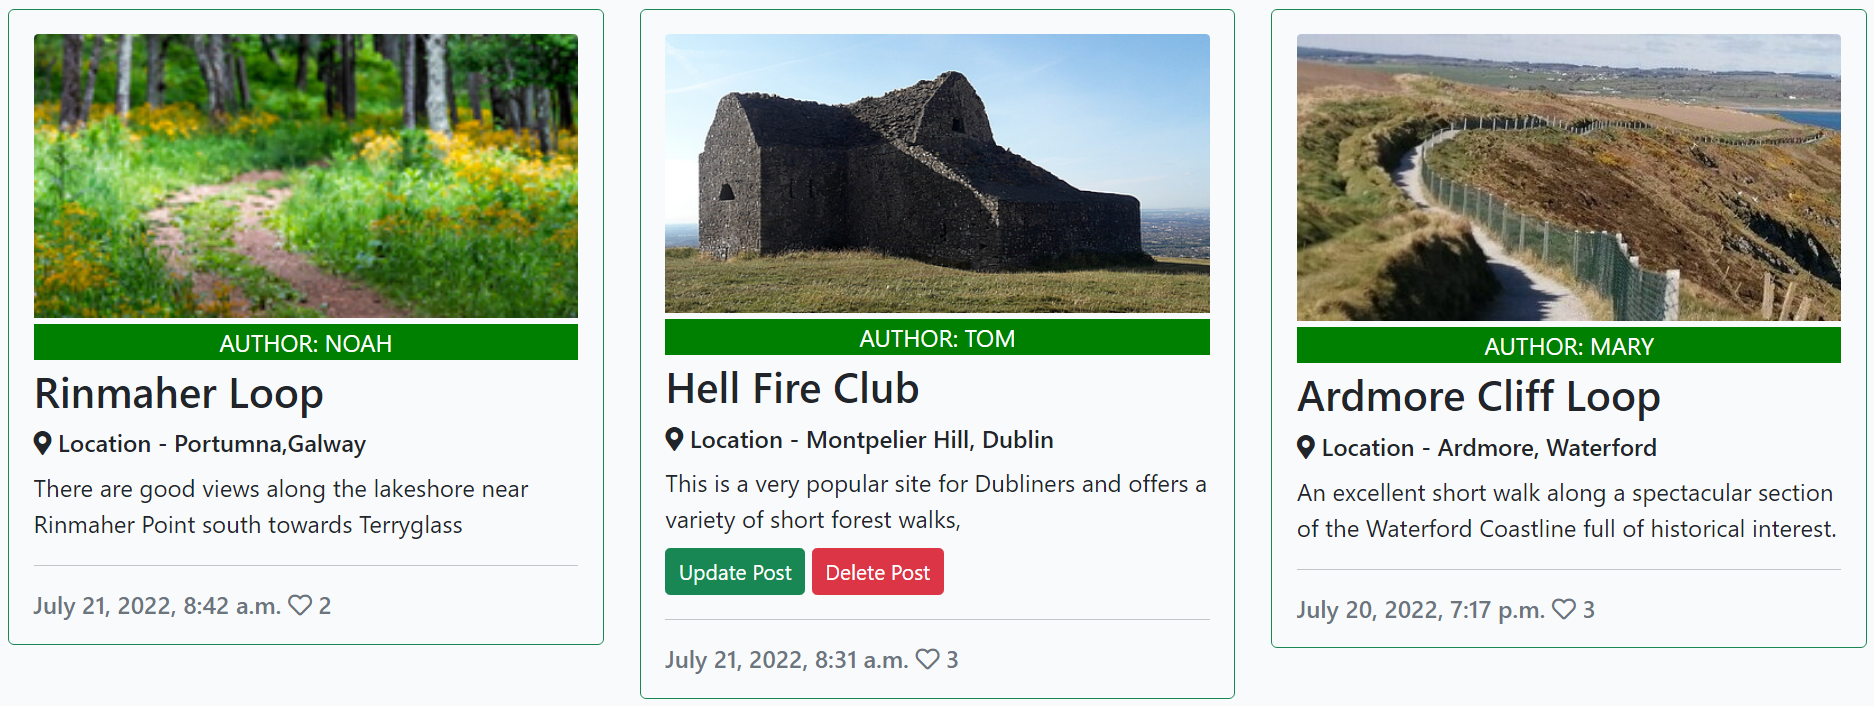 AUTHOR: NOAH
Rinmaher Loop
Location - Portumna,Galway
There are good views along the lakeshore near
Rinmaher Point south towards Terryglass
July 21, 2022, 8:42 a.m. 2
AUTHOR: TOM
Hell Fire Club
Location - Montpelier Hill, Dublin
This is a very popular site for Dubliners and offers a
variety of short forest walks,
Update Post Delete Post
July 21, 2022, 8:31 a.m. 3
AUTHOR: MARY
Ardmore Cliff Loop
Location - Ardmore, Waterford
An excellent short walk along a spectacular section
of the Waterford Coastline full of historical interest.
July 20, 2022, 7:17 p.m. 3